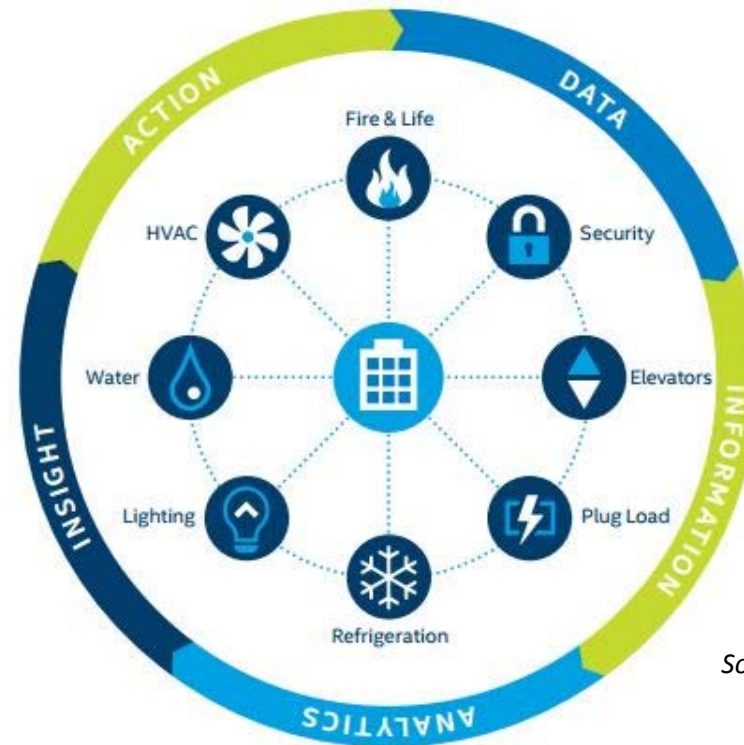 ACTION
DATA
Fire & Life
HVAC
Security
Water
Elevators
INSIGHT
INFORMATION
Lighting
Plug Load
Refrigeration
ANALYTICS